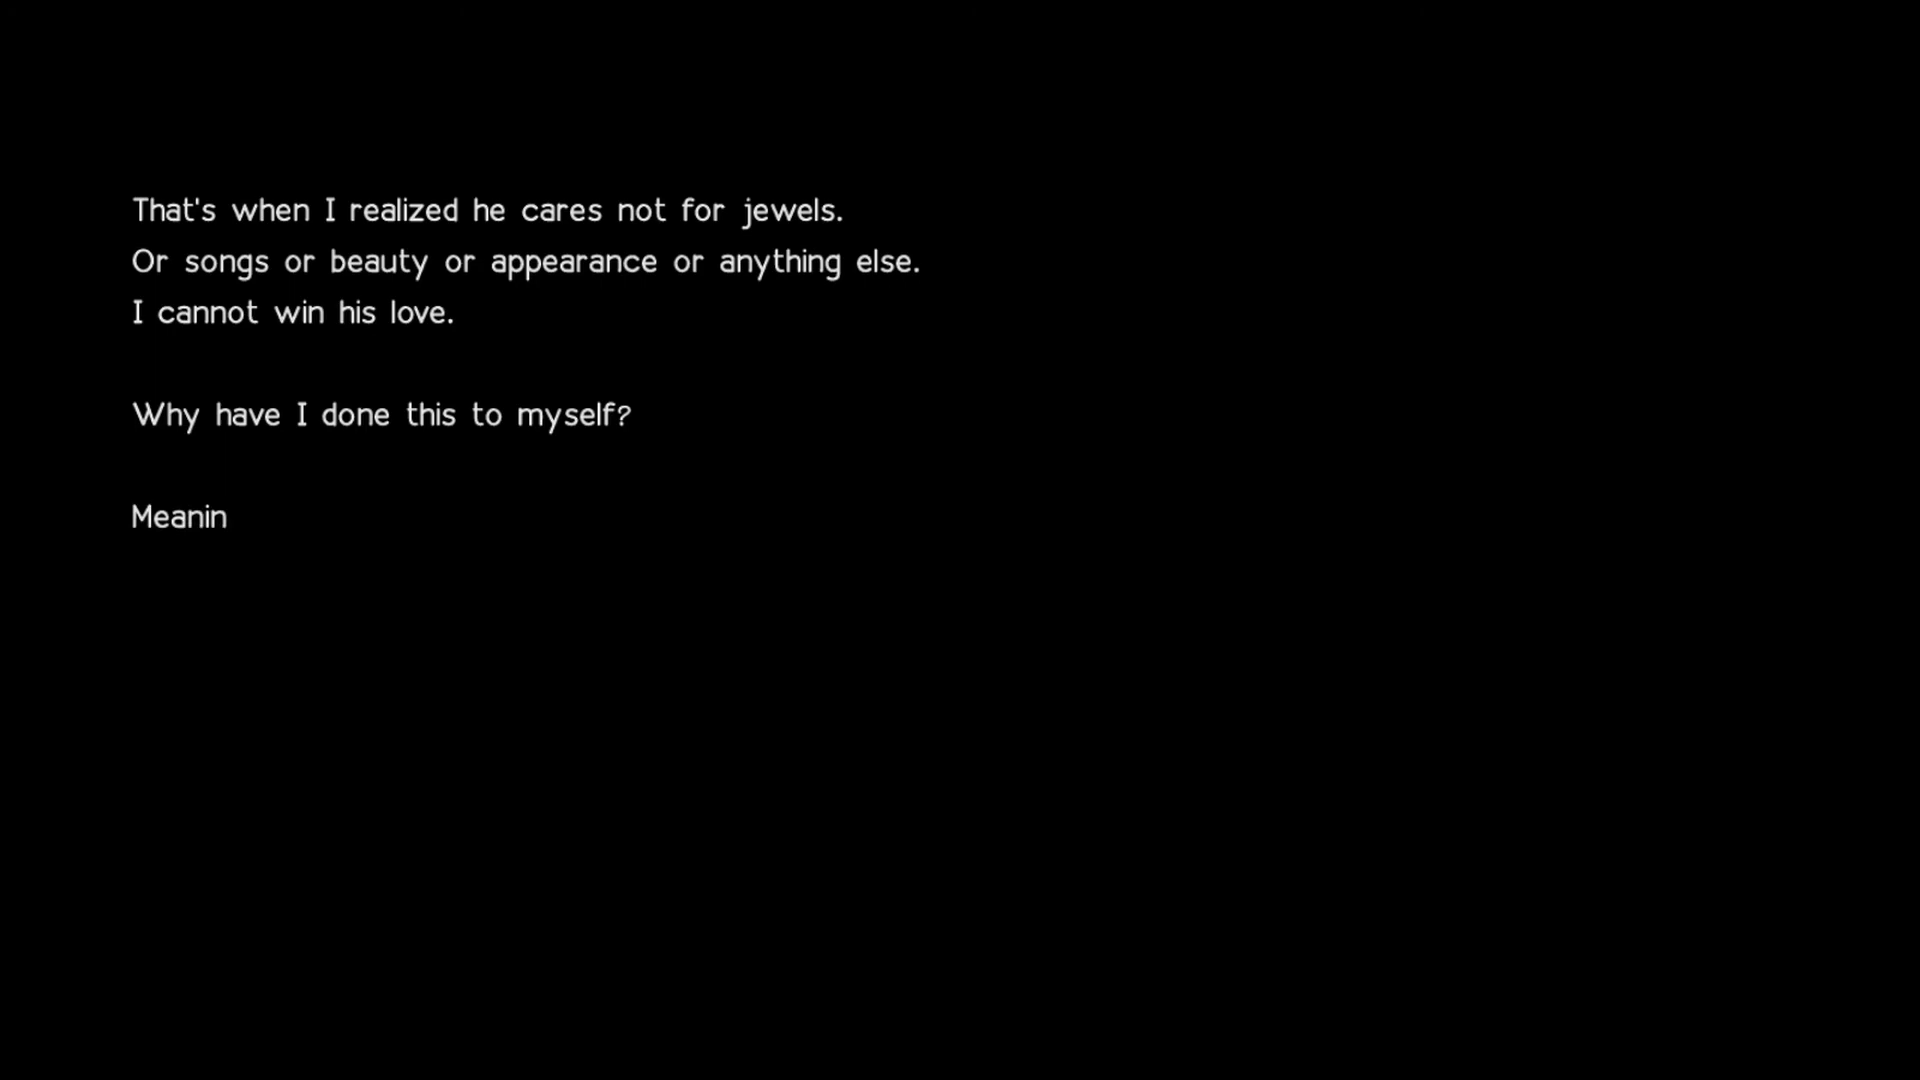 That's when I realized he cares not for jewels.
Or songs or beauty or appearance or anything else.
I cannot win his love.
Why have I done this to myself?
Meanin